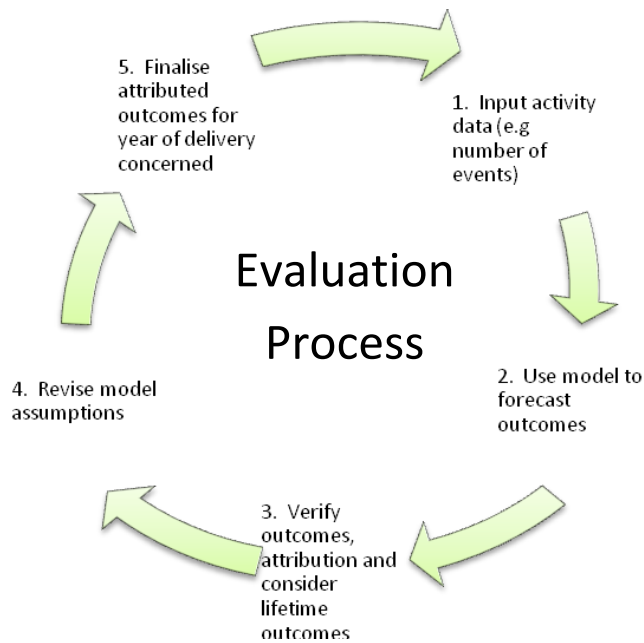 Evaluation
Process
1. Input activity
data (e.g
number of
events)
2. Use model to
forecast
outcomes
3. Verify
outcomes,
attribution and
consider
lifetime
outcomes
4. Revise model
assumptions
5. Finalise
attributed
outcomes for
year of delivery
concerned